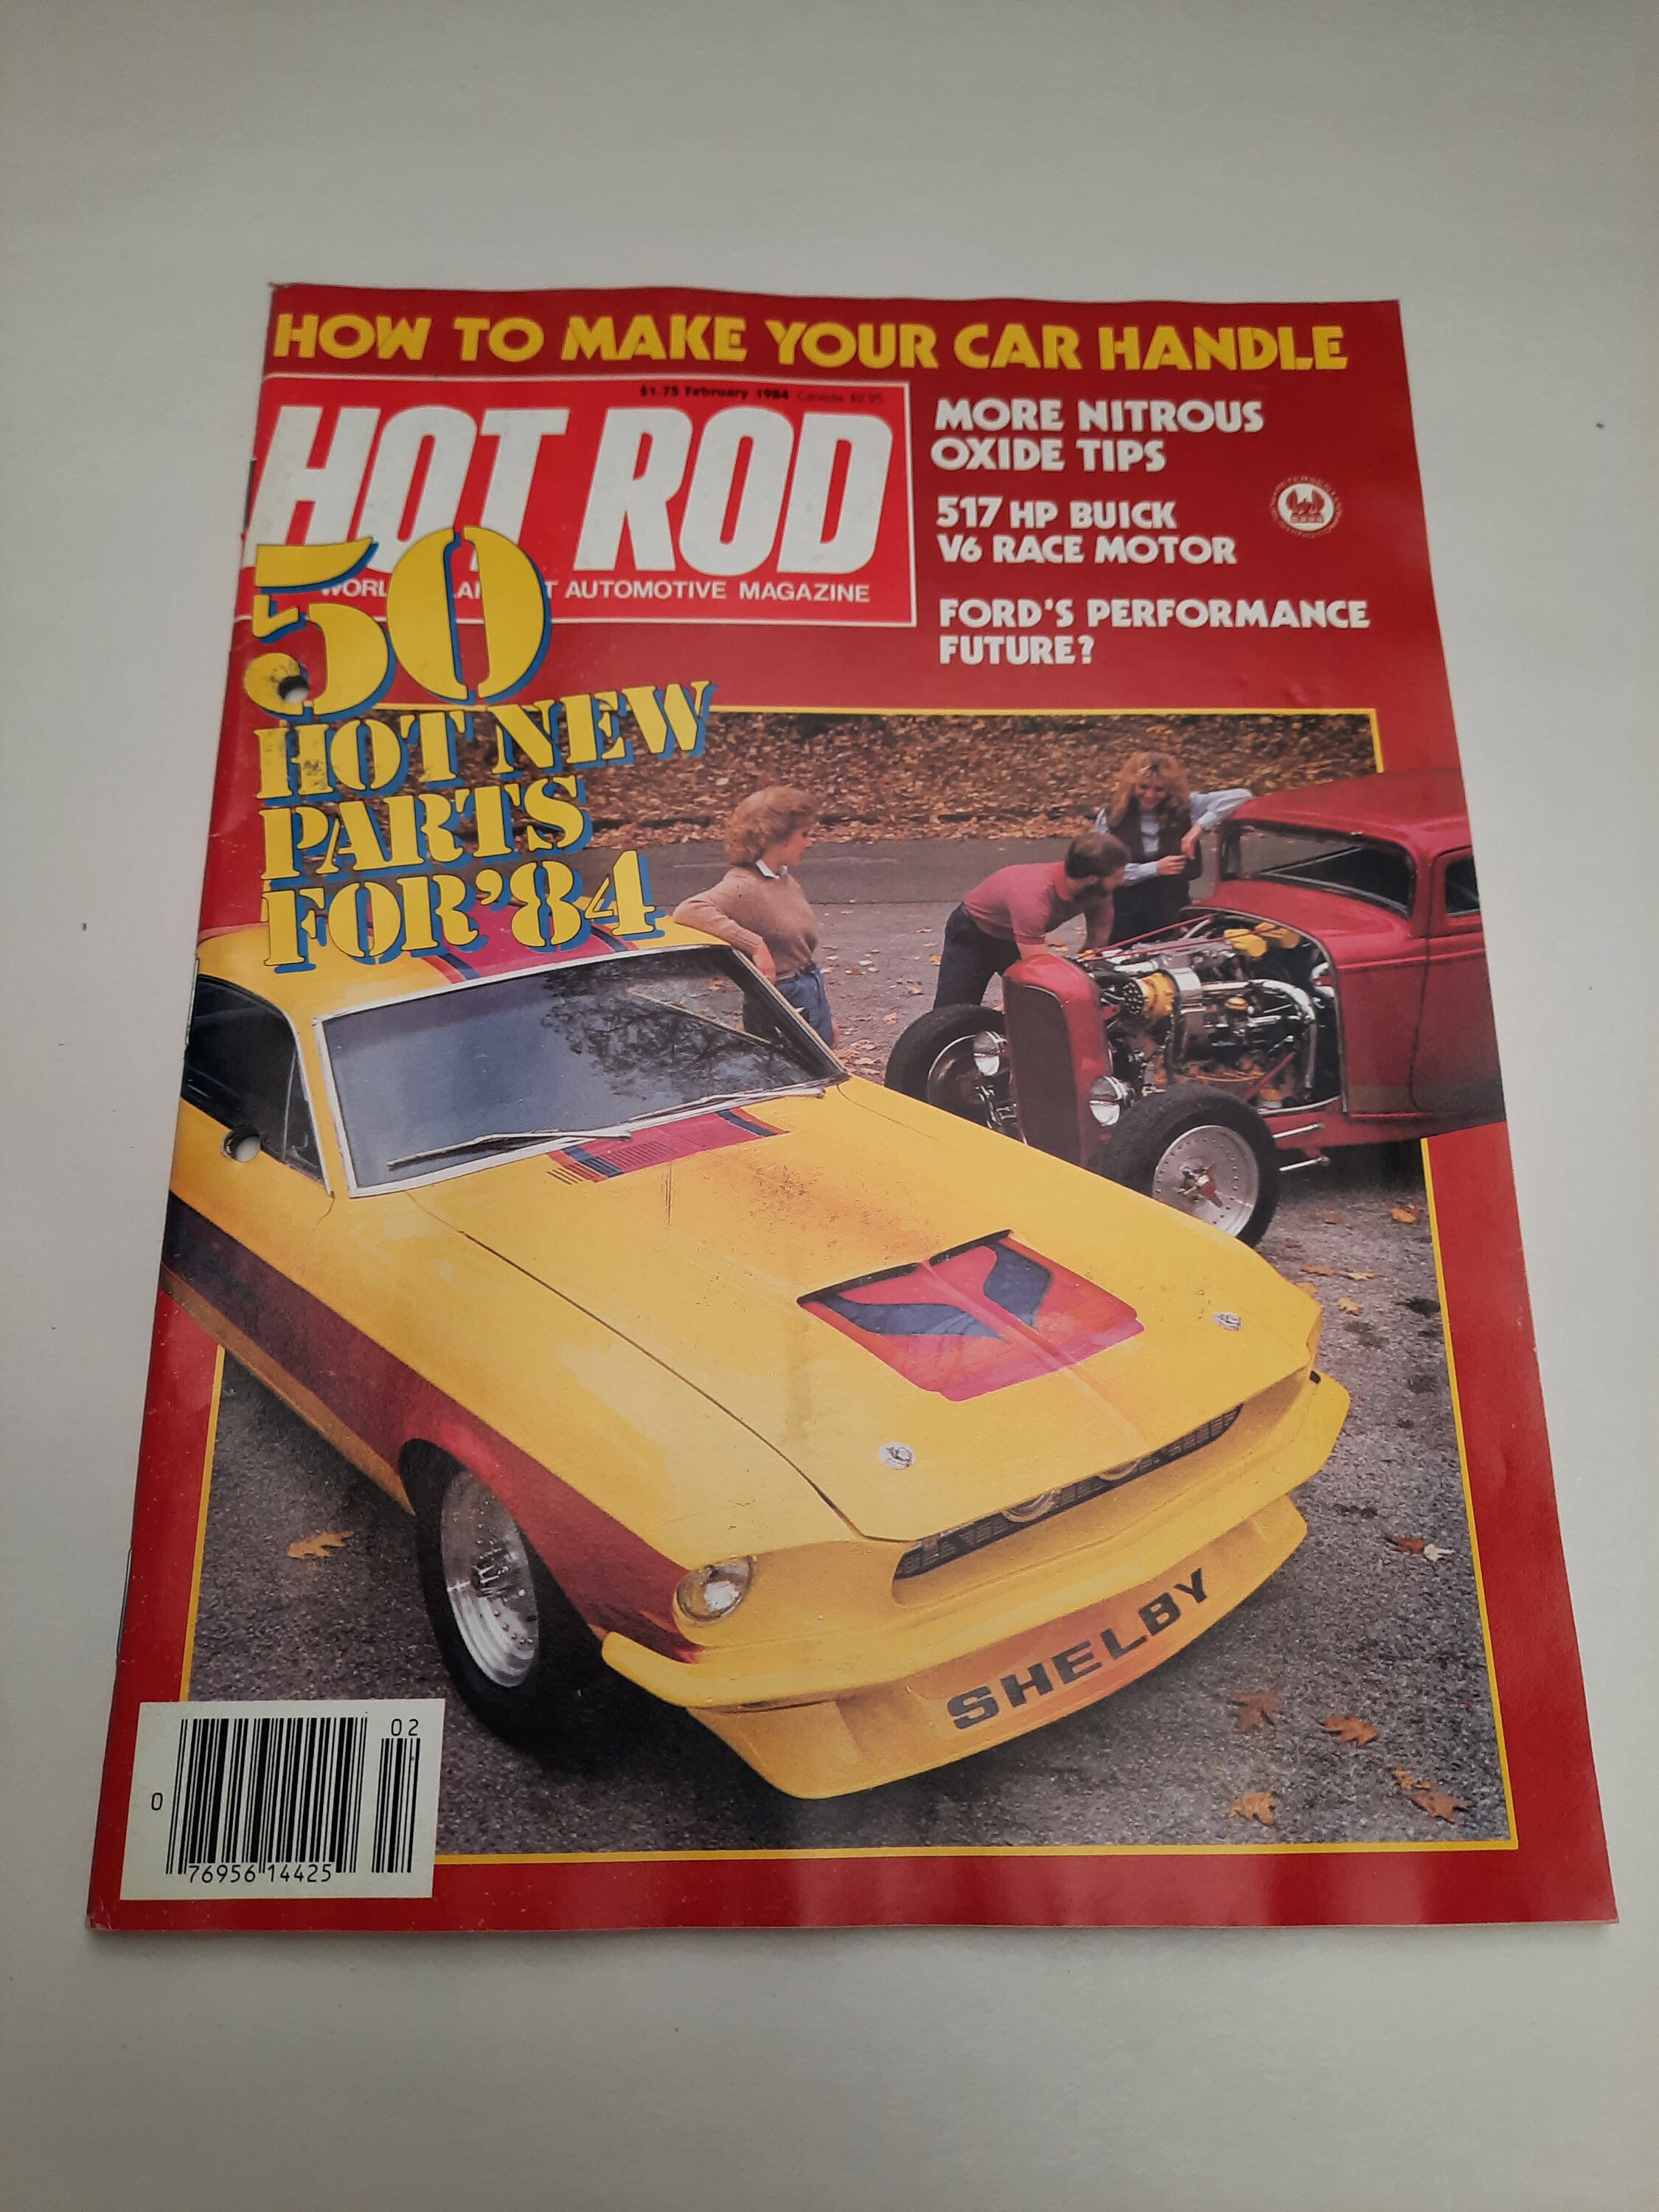 HOW TO MAKE YOUR CAR HANDLE
$1.75 February 1984 Canada
HOT ROD
AUTOMOTIVE MAGAZINE
MORE NITROUS
OXIDE TIPS
517 HP BUICK
V6 RACE MOTOR
FORD'S PERFORMANCE
FUTURE?
50
HOT NEW
PARTS
FOR '84
SHELBY
02
0
76956 14425